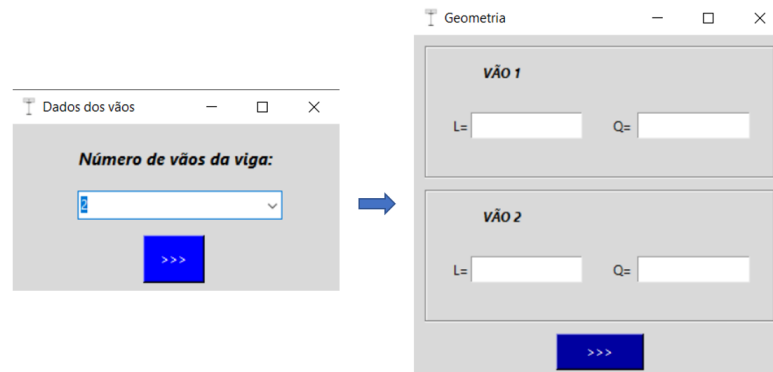 Dados dos vãos
Número de vãos da viga:
2
>>>
Geometria
VÃO 1
L= Q=
VÃO 2
L= Q=
>>>